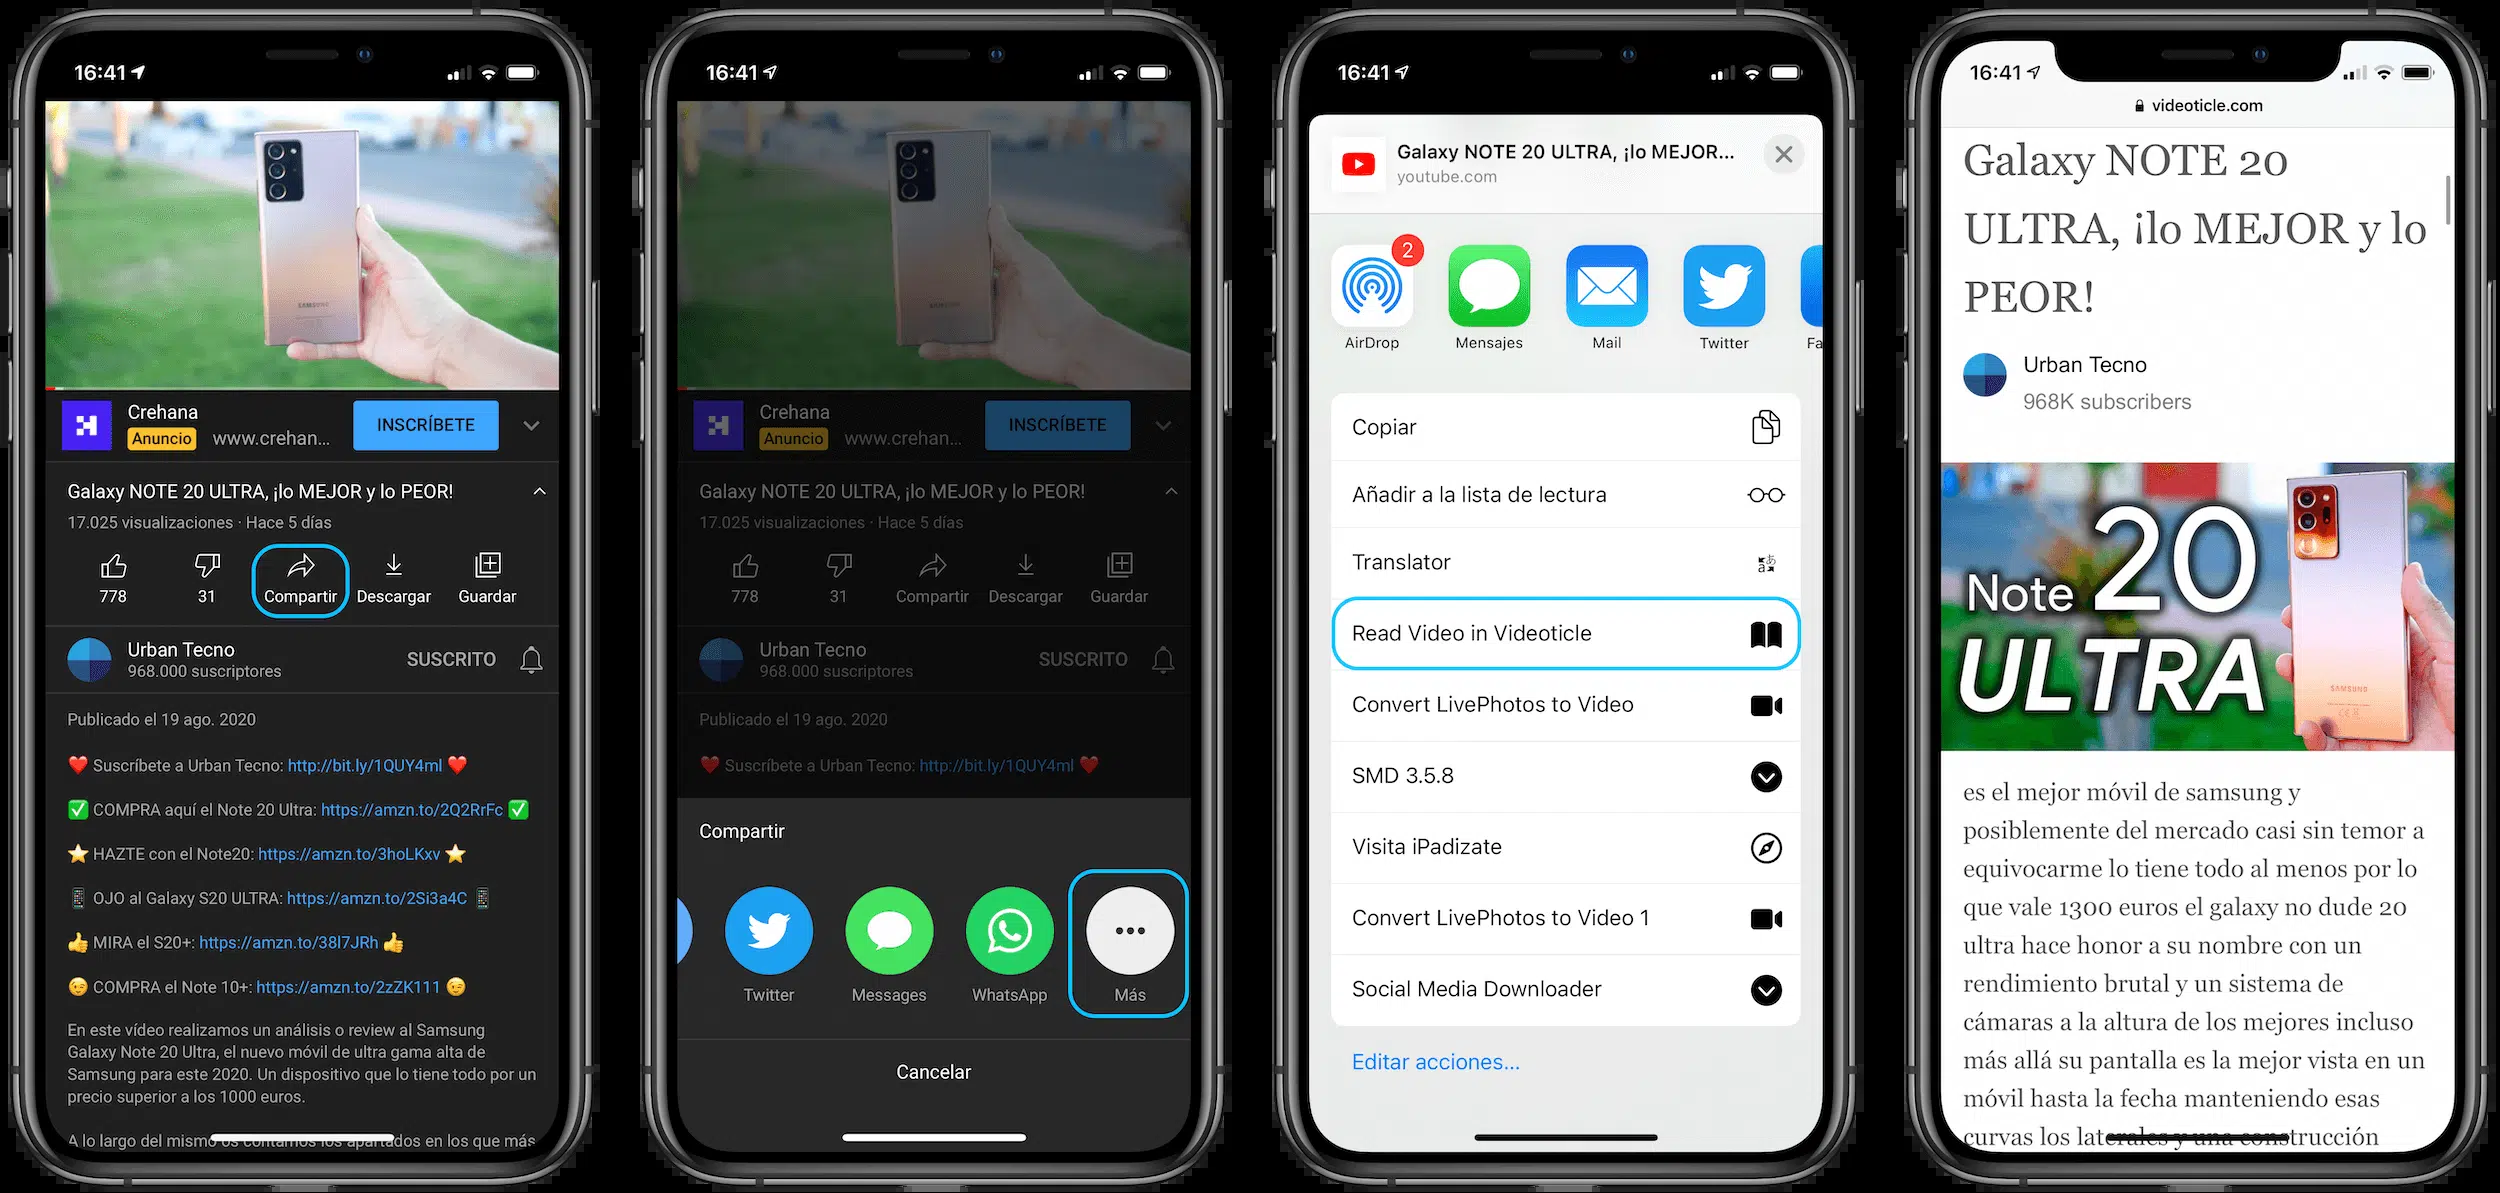 16:41
SAMSUNG
Crehana
Anuncio www.crehan...
INSCRÍBETE
Galaxy NOTE 20 ULTRA, ¡lo MEJOR y lo PEOR!
17.025 visualizaciones · Hace 5 días
778
31
Compartir
Descargar
Guardar
Urban Tecno
968.000 suscriptores
SUSCRITO
Publicado el 19 ago. 2020
❤️ Suscríbete a Urban Tecno: http://bit.ly/1QUY4ml ❤️
✅ COMPRA aquí el Note 20 Ultra: https://amzn.to/2Q2RrFc ✅
⭐ HAZTE con el Note20: https://amzn.to/3hoLKxv ⭐
📱 OJO al Galaxy S20 ULTRA: https://amzn.to/2Si3a4C 📱
👍 MIRA el S20+: https://amzn.to/38l7JRh 👍
😉 COMPRA el Note 10+: https://amzn.to/2zZK111 😉
En este vídeo realizamos un análisis o review al Samsung
Galaxy Note 20 Ultra, el nuevo móvil de ultra gama alta de
Samsung para este 2020. Un dispositivo que lo tiene todo por un
precio superior a los 1000 euros.
A lo largo del mismo os contamos los apartados en los que más
16:41
SAMSUNG
Crehana
Anuncio www.crehan...
INSCRÍBETE
Galaxy NOTE 20 ULTRA, ¡lo MEJOR y lo PEOR!
17.025 visualizaciones · Hace 5 días
778
31
Compartir
Descargar
Guardar
Urban Tecno
968.000 suscriptores
SUSCRITO
Publicado el 19 ago. 2020
❤️ Suscríbete a Urban Tecno: http://bit.ly/1QUY4ml ❤️
Compartir
Twitter
Messages
WhatsApp
Más
Cancelar
16:41
Galaxy NOTE 20 ULTRA, ¡lo MEJOR...
youtube.com
2
AirDrop
Mensajes
Mail
Twitter
Fa
Copiar
Añadir a la lista de lectura
Translator
Read Video in Videoticle
Convert LivePhotos to Video
SMD 3.5.8
Visita iPadizate
Convert LivePhotos to Video 1
Social Media Downloader
Editar acciones...
16:41
videoticle.com
Galaxy NOTE 20
ULTRA, ¡lo MEJOR y lo
PEOR!
Urban Tecno
968K subscribers
Note 20
ULTRA
SAMSUNG
es el mejor móvil de samsung y
posiblemente del mercado casi sin temor a
equivocarme lo tiene todo al menos por lo
que vale 1300 euros el galaxy no dude 20
ultra hace honor a su nombre con un
rendimiento brutal y un sistema de
cámaras a la altura de los mejores incluso
más allá su pantalla es la mejor vista en un
móvil hasta la fecha manteniendo esas
curvas los laterales y una construcción